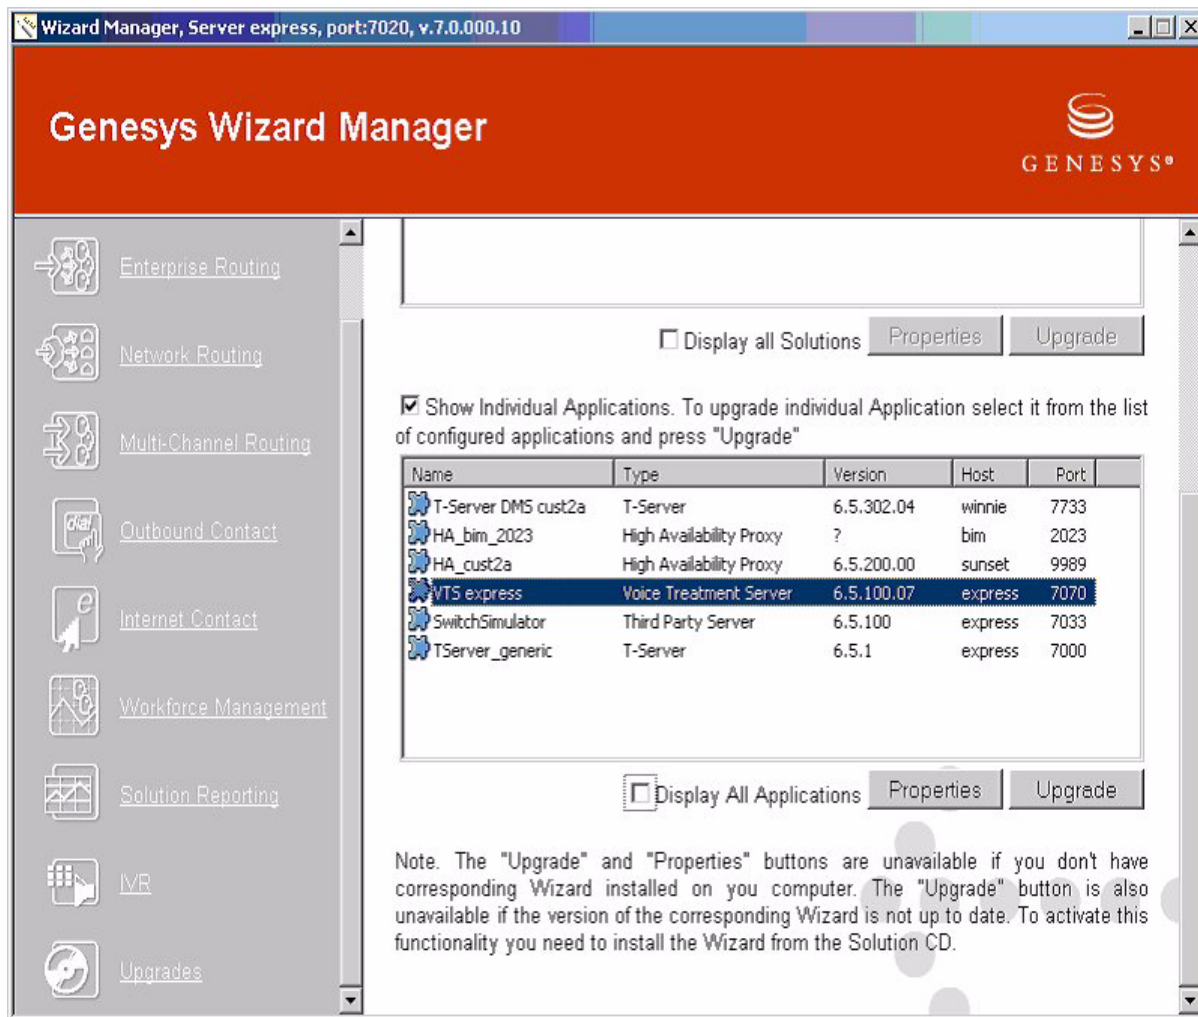 Wizard Manager, Server express, port:7020, v.7.0.000.10
Genesys Wizard Manager
GENESYS®
Enterprise Routing
Network Routing
Multi-Channel Routing
dial
Outbound Contact
e
Internet Contact
Workforce Management
Solution Reporting
IVR
Upgrades
Display all Solutions Properties Upgrade
Show Individual Applications. To upgrade individual Application select it from the list
of configured applications and press "Upgrade"
Name Type Version Host Port
T-Server DMS cust2a T-Server 6.5.302.04 winnie 7733
HA_bim_2023 High Availability Proxy ? bim 2023
HA_cust2a High Availability Proxy 6.5.200.00 sunset 9989
VTS express Voice Treatment Server 6.5.100.07 express 7070
SwitchSimulator Third Party Server 6.5.100 express 7033
TServer_generic T-Server 6.5.1 express 7000
Display All Applications Properties Upgrade
Note. The "Upgrade" and "Properties" buttons are unavailable if you don't have
corresponding Wizard installed on you computer. The "Upgrade" button is also
unavailable if the version of the corresponding Wizard is not up to date. To activate this
functionality you need to install the Wizard from the Solution CD.